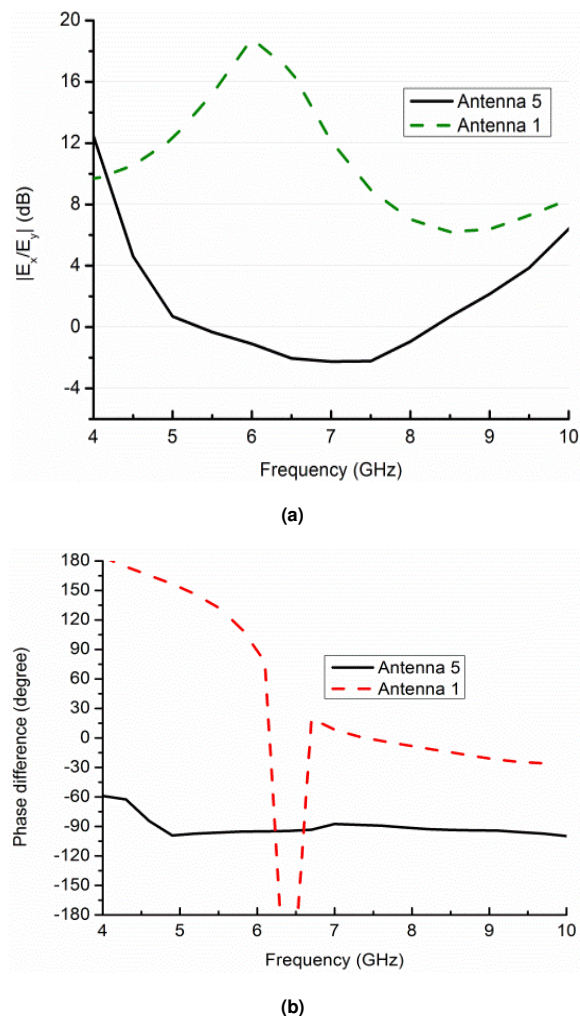 20
16
12
8
4
0
-4
|Ex/Ey| (dB)
Antenna 5
Antenna 1
4 5 6 7 8 9 10
Frequency (GHz)
(a)
180
150
120
90
60
30
0
-30
-60
-90
-120
-150
-180
Phase difference (degree)
Antenna 5
Antenna 1
4 5 6 7 8 9 10
Frequency (GHz)
(b)